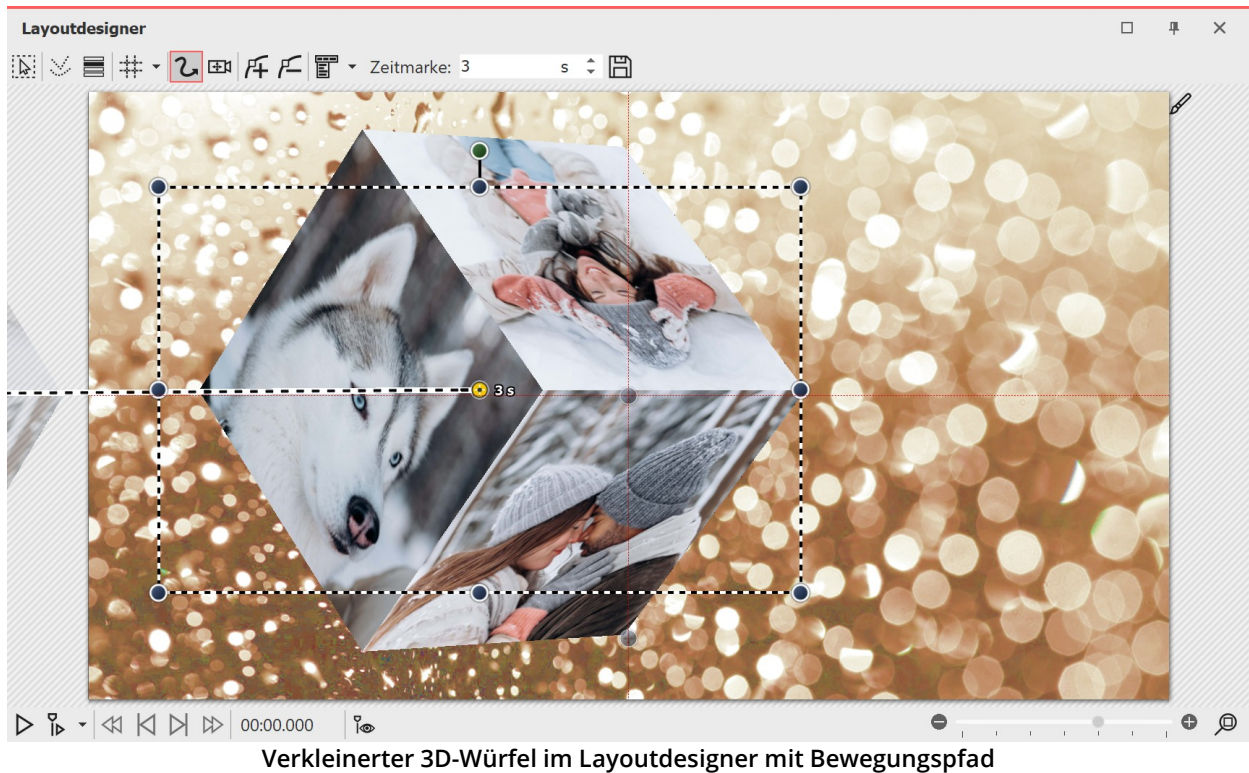 Layoutdesigner
Zeitmarke: 3 s
3 s
00:00.000
Verkleinerter 3D-Würfel im Layoutdesigner mit Bewegungspfad